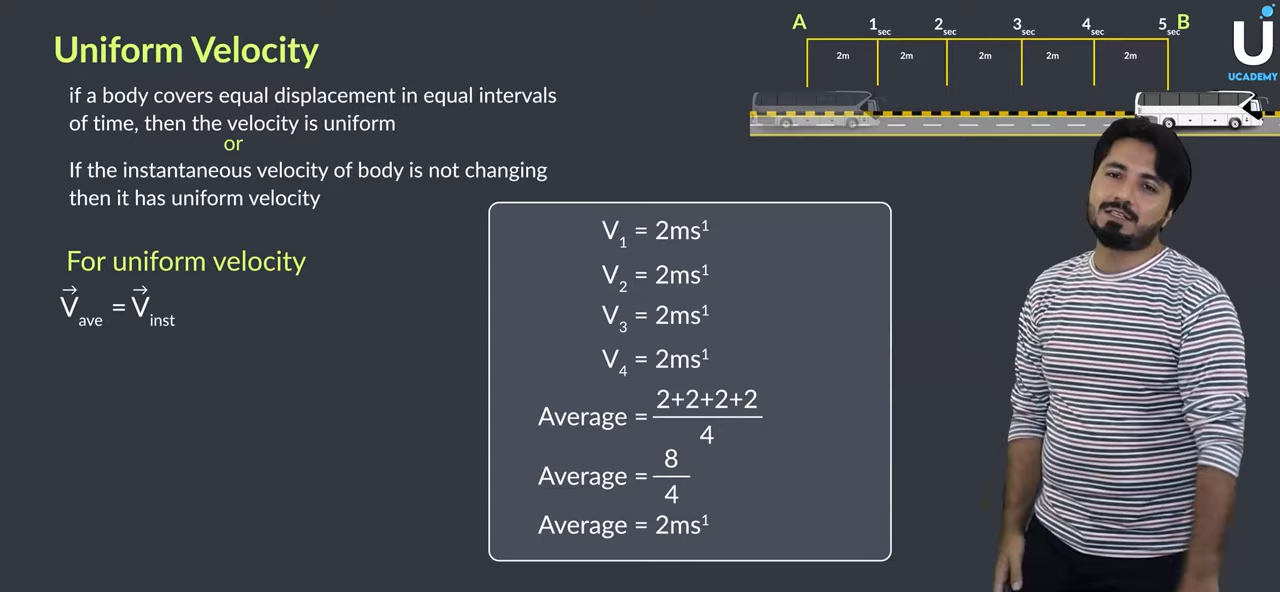 Uniform Velocity
if a body covers equal displacement in equal intervals
of time, then the velocity is uniform
or
If the instantaneous velocity of body is not changing
then it has uniform velocity
For uniform velocity
V⃗ave = V⃗inst
A 1sec 2sec 3sec 4sec 5sec B
2m 2m 2m 2m 2m
U
UCADEMY
V₁ = 2ms¹
V₂ = 2ms¹
V₃ = 2ms¹
V₄ = 2ms¹
Average = 2+2+2+2/4
Average = 8/4
Average = 2ms¹